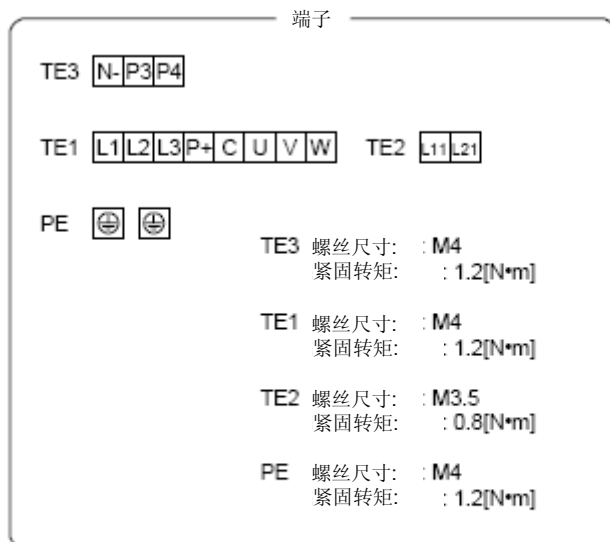 端子
TE3 N- P3 P4
TE1 L1 L2 L3 P+ C U V W TE2 L11 L21
PE
TE3 螺丝尺寸: : M4
紧固转矩: : 1.2[N•m]
TE1 螺丝尺寸: : M4
紧固转矩: : 1.2[N•m]
TE2 螺丝尺寸: : M3.5
紧固转矩: : 0.8[N•m]
PE 螺丝尺寸: : M4
紧固转矩: : 1.2[N•m]